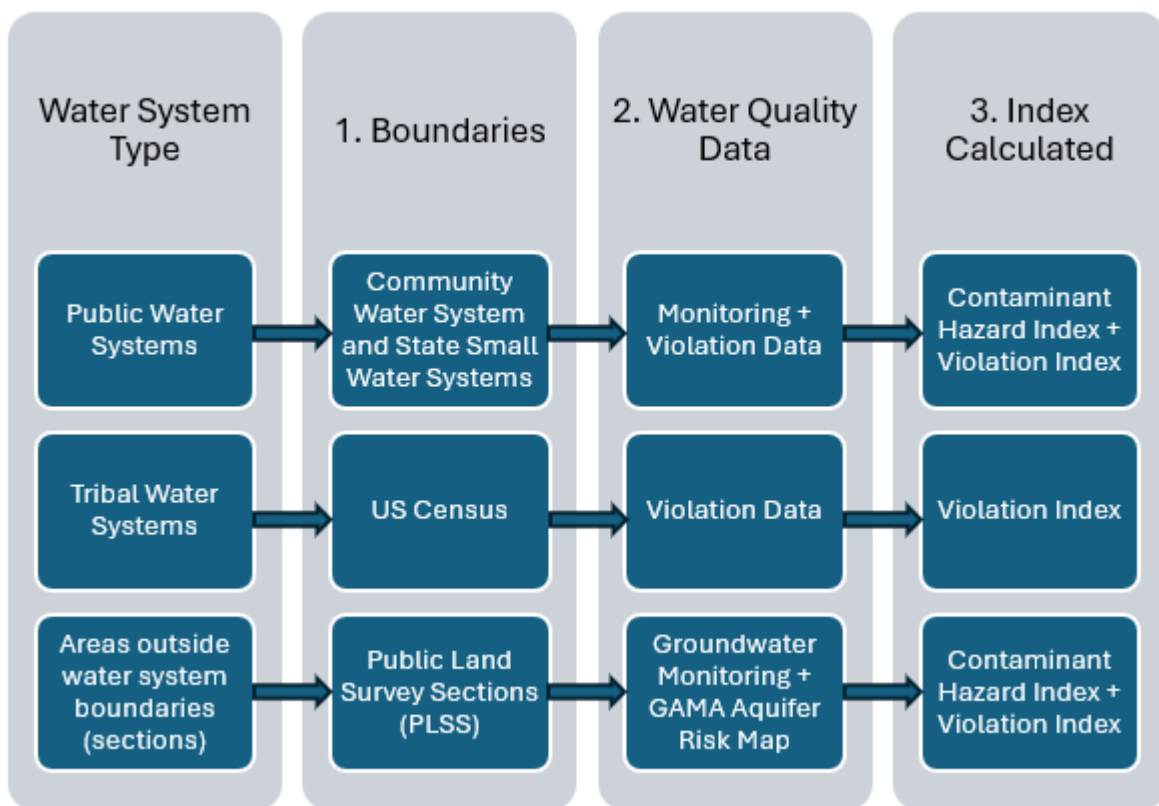 Water System
Type
1. Boundaries
2. Water Quality
Data
3. Index
Calculated
Public Water
Systems
Community
Water System
and State Small
Water Systems
Monitoring +
Violation Data
Contaminant
Hazard Index +
Violation Index
Tribal Water
Systems
US Census
Violation Data
Violation Index
Areas outside
water system
boundaries
(sections)
Public Land
Survey Sections
(PLSS)
Groundwater
Monitoring +
GAMA Aquifer
Risk Map
Contaminant
Hazard Index +
Violation Index